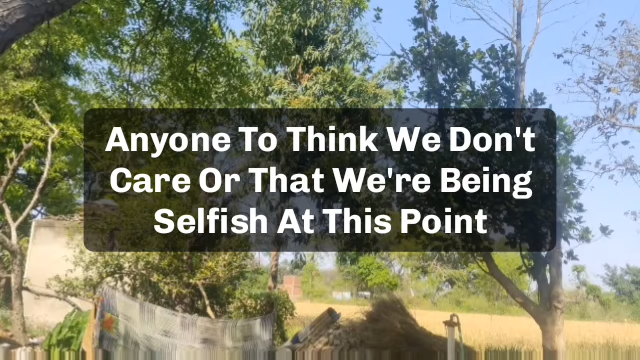 Anyone To Think We Don't
Care Or That We're Being
Selfish At This Point